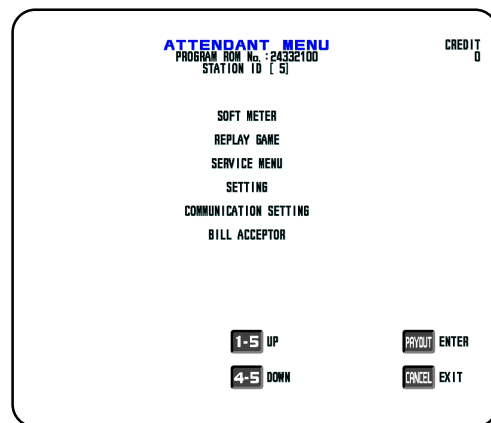 ATTENDANT MENU
CREDIT
PROGRAM ROM No. :24332100
0
STATION ID [ 5]
SOFT METER
REPLAY GAME
SERVICE MENU
SETTING
COMMUNICATION SETTING
BILL ACCEPTOR
1-5 UP
PAYOUT ENTER
4-5 DOWN
CANCEL EXIT